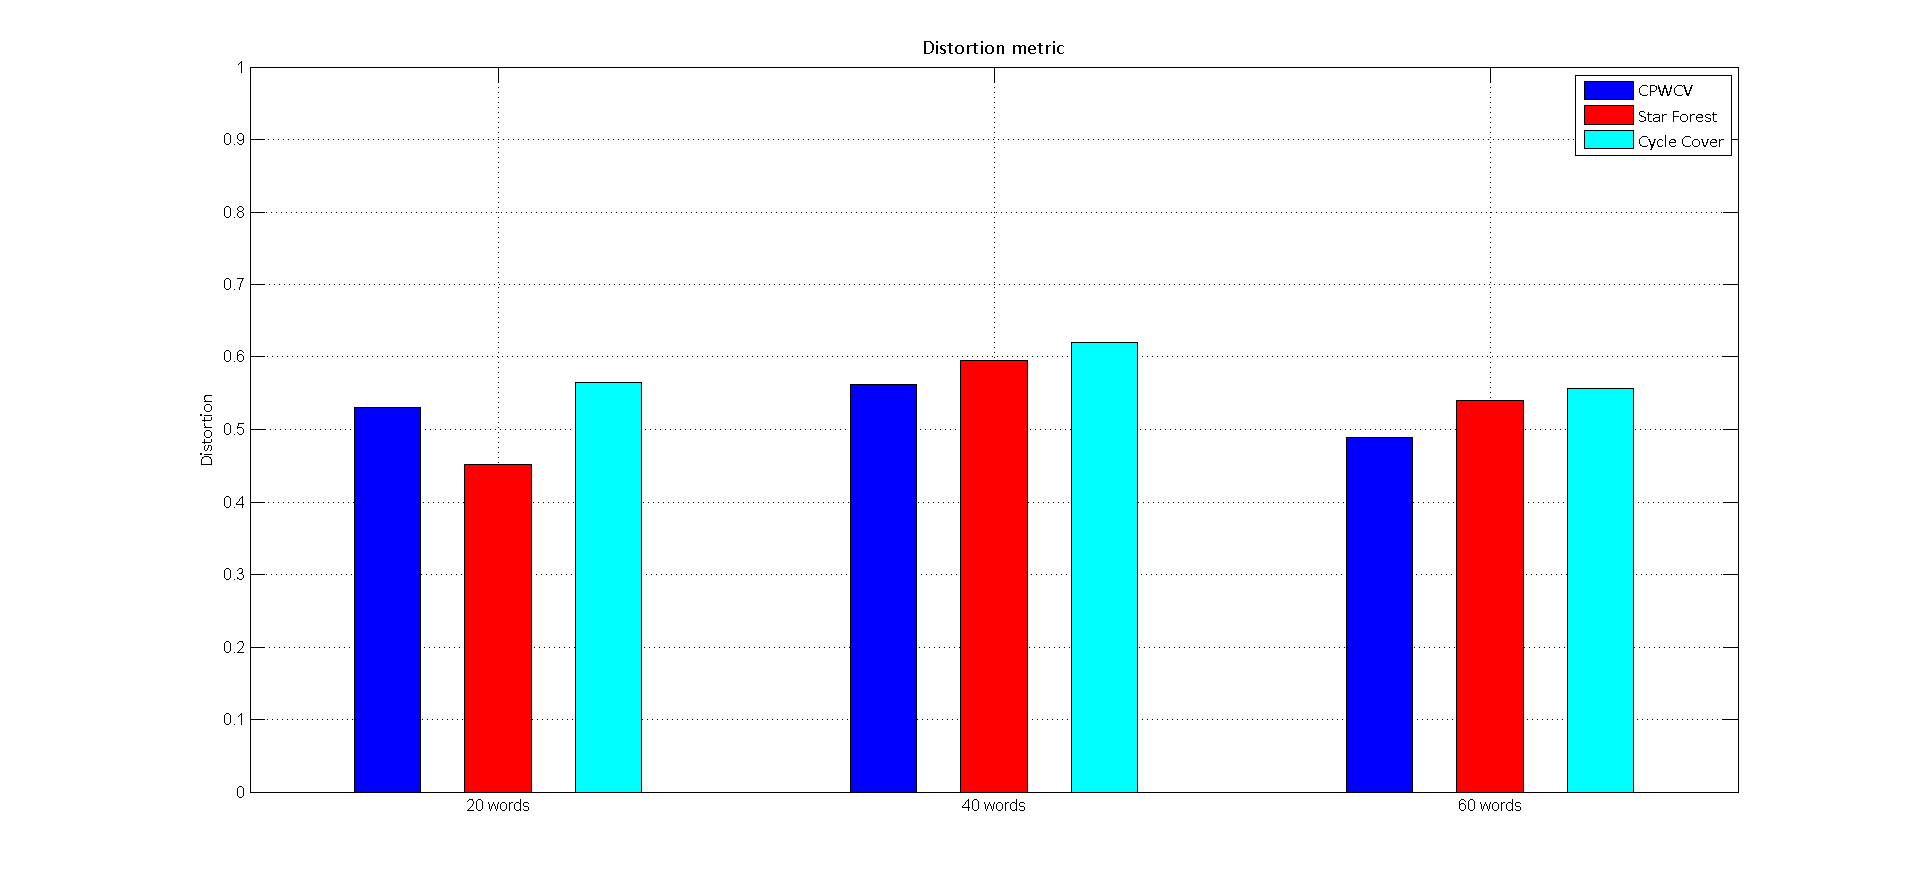 Distortion metric
1
0.9
0.8
0.7
0.6
0.5
0.4
0.3
0.2
0.1
0
Distortion
CPWCV
Star Forest
Cycle Cover
20 words
40 words
60 words